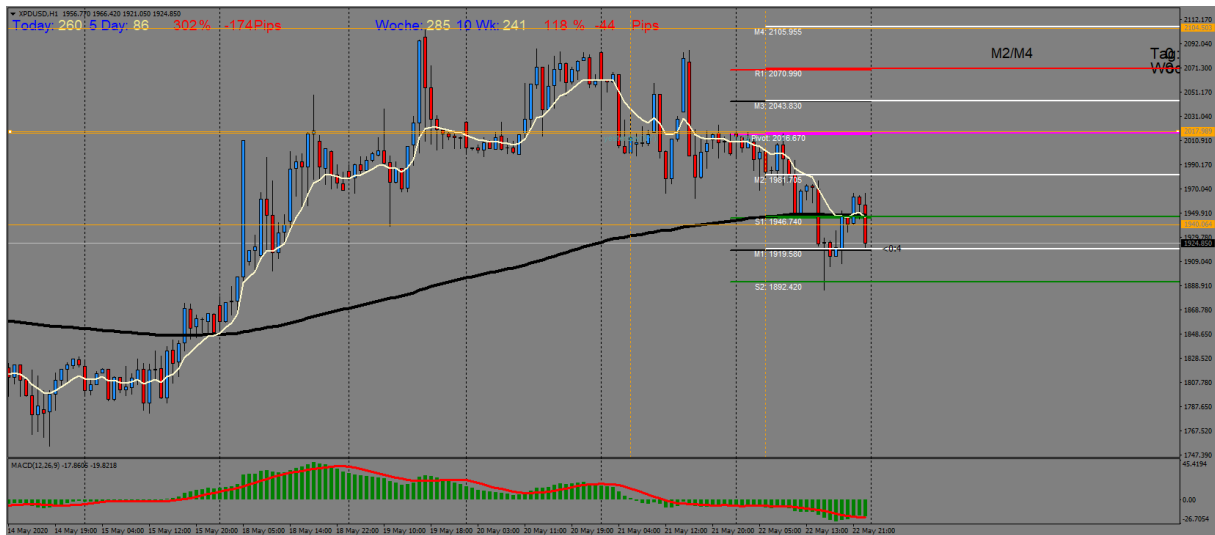 XPDUSD,H1 1956.770 1966.420 1921.050 1924.850
Today: 260 5 Day: 86 302% -174Pips Woche: 285 10 Wk: 241 118 % -44 Pips
M4: 2105.955
M2/M4
R1: 2070.990
M3: 2043.830
Pivot: 2016.670
M2: 1981.705
S1: 1946.740
<0:4
M1: 1919.580
S2: 1892.420
2112.170
2092.040
2071.300
2051.170
2031.040
2010.910
1990.170
1970.040
1949.910
1929.780
1924.850
1909.040
1888.910
1868.780
1848.650
1828.520
1807.780
1787.650
1767.520
1747.390
MACD(12,26,9) -17.8606 -19.8218
45.4194
0.00
-26.7054
14 May 2020 14 May 19:00 15 May 04:00 15 May 12:00 15 May 20:00 18 May 05:00 18 May 14:00 18 May 22:00 19 May 10:00 19 May 18:00 20 May 03:00 20 May 11:00 20 May 19:00 21 May 04:00 21 May 12:00 21 May 20:00 22 May 05:00 22 May 13:00 22 May 21:00